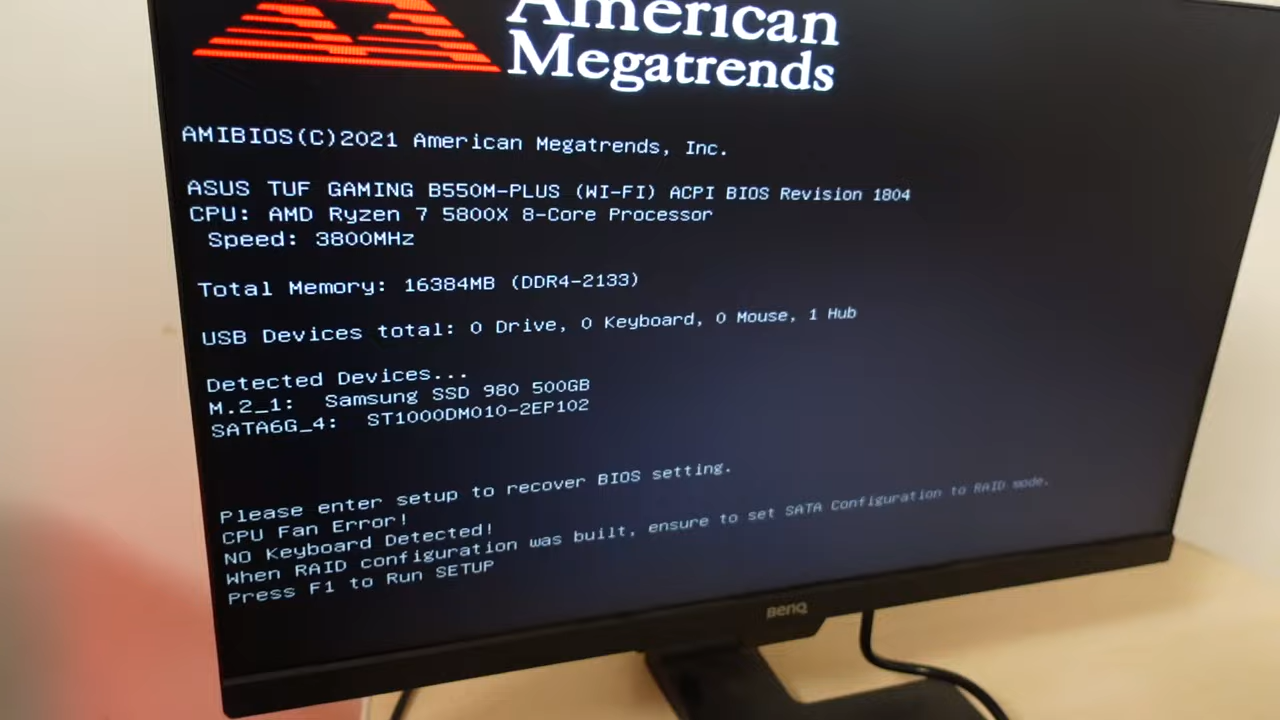 American
Megatrends
AMIBIOS(C)2021 American Megatrends, Inc.
ASUS TUF GAMING B550M-PLUS (WI-FI) ACPI BIOS Revision 1804
CPU: AMD Ryzen 7 5800X 8-Core Processor
Speed: 3800MHz
Total Memory: 16384MB (DDR4-2133)
USB Devices total: 0 Drive, 0 Keyboard, 0 Mouse, 1 Hub
Detected Devices...
M.2_1: Samsung SSD 980 500GB
SATA6G_4: ST1000DM010-2EP102
Please enter setup to recover BIOS setting.
CPU Fan Error!
NO Keyboard Detected!
When RAID configuration was built, ensure to set SATA Configuration to RAID mode.
Press F1 to Run SETUP
BenQ